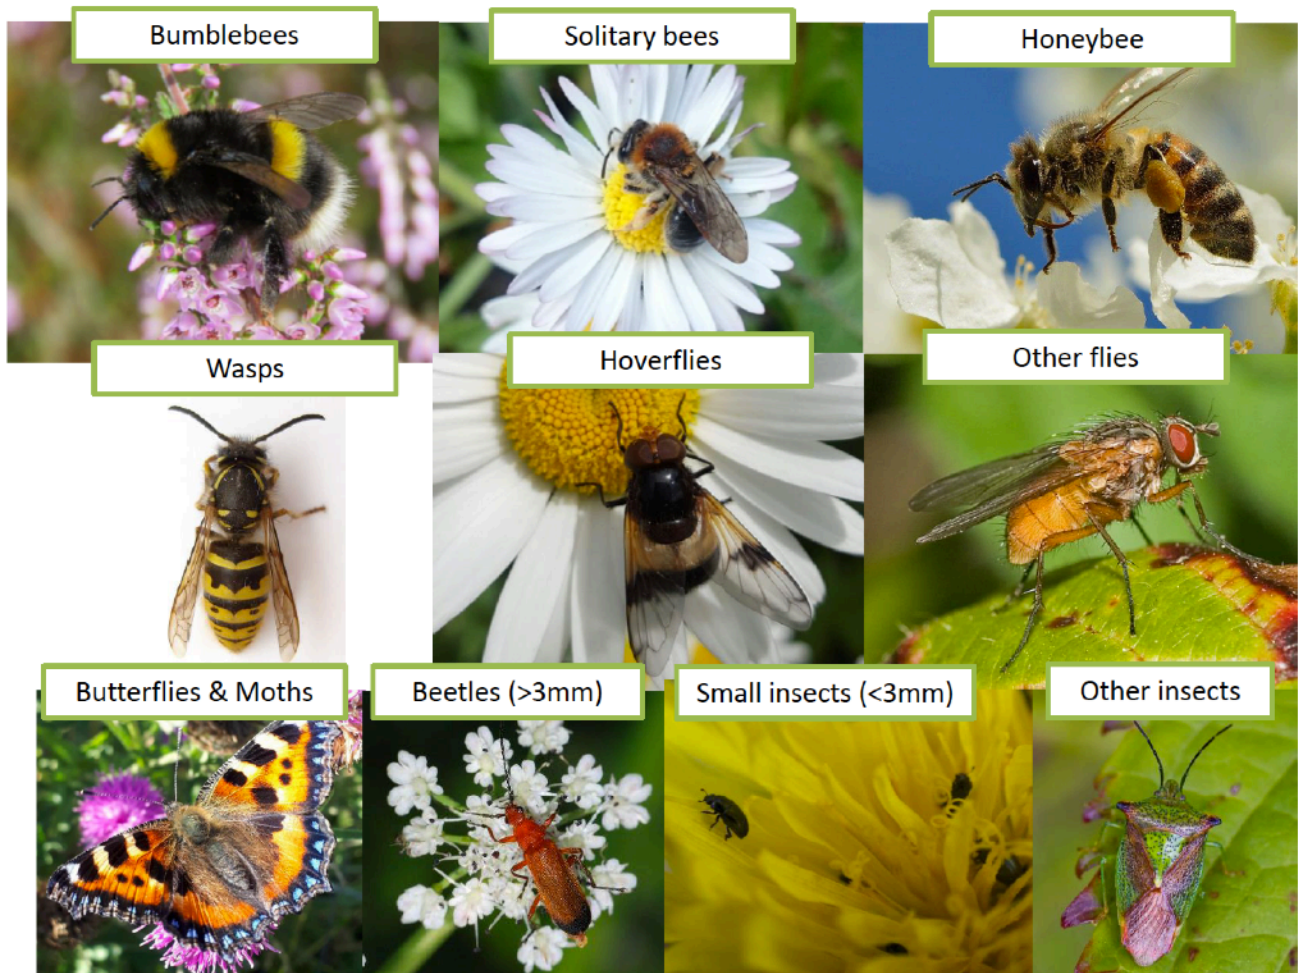 Bumblebees
Solitary bees
Honeybee
Wasps
Hoverflies
Other flies
Butterflies & Moths
Beetles (>3mm)
Small insects (<3mm)
Other insects